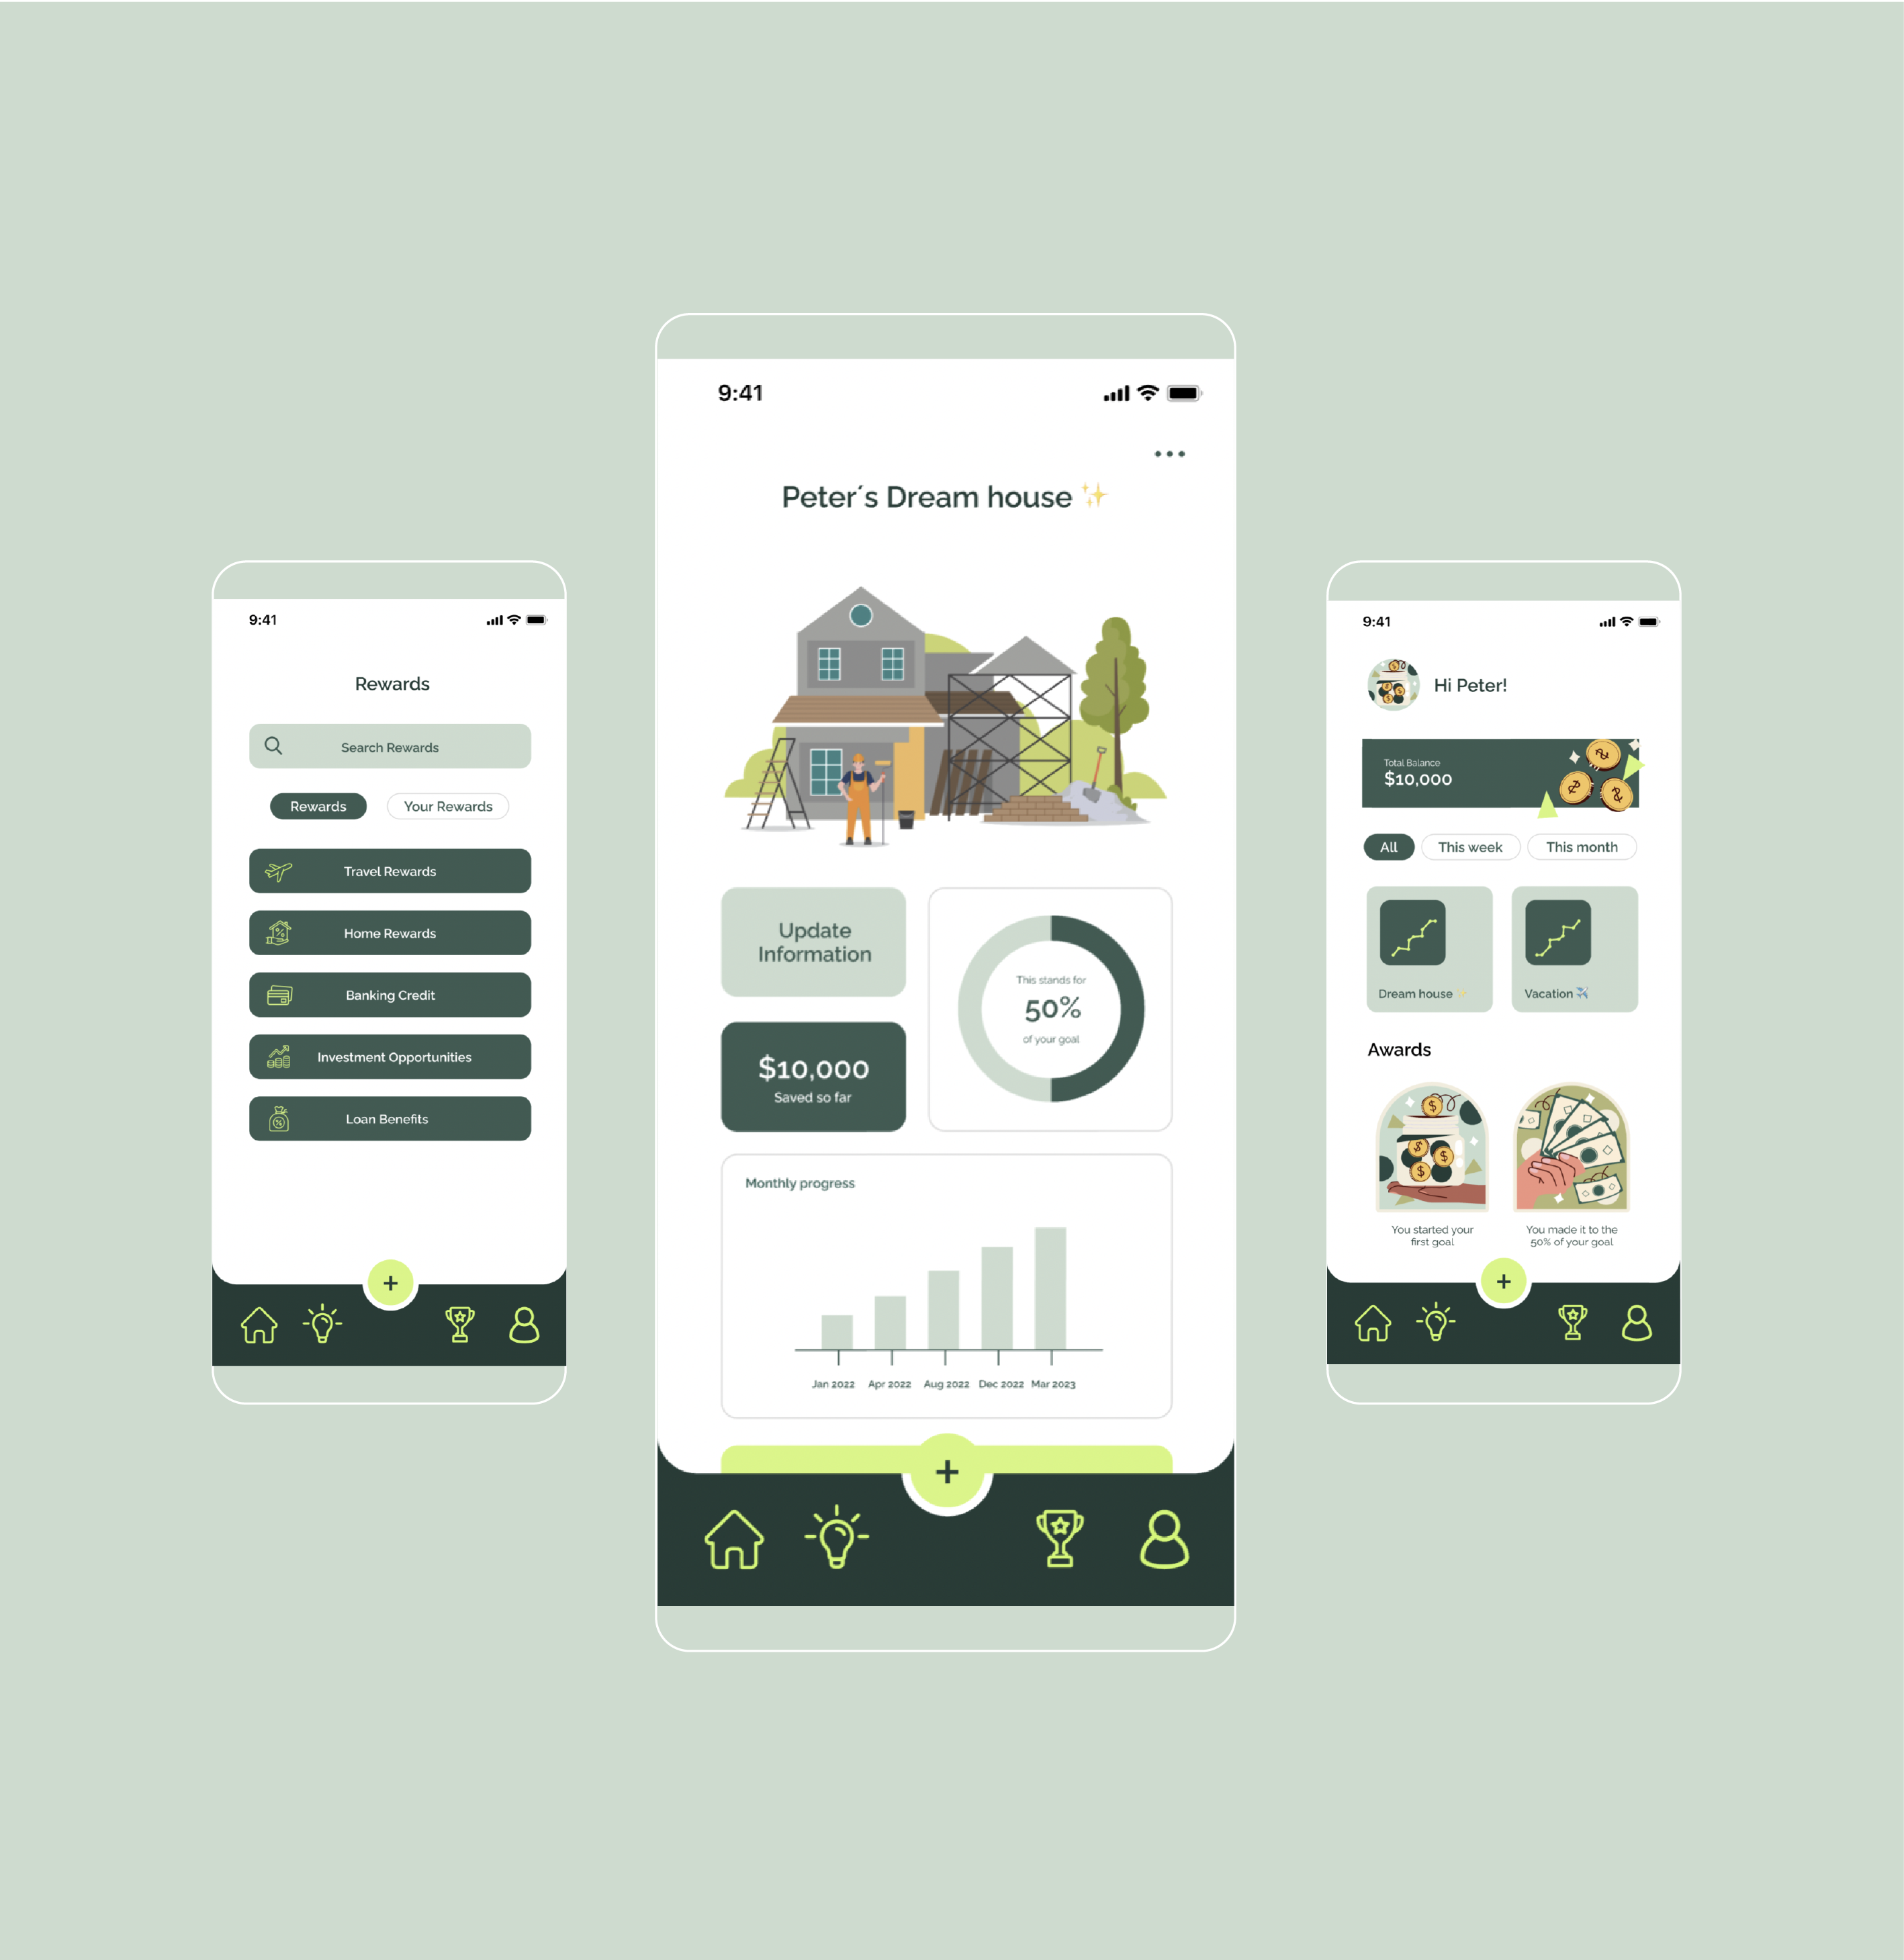 9:41
Rewards
Search Rewards
Rewards
Your Rewards
Travel Rewards
Home Rewards
Banking Credit
Investment Opportunities
Loan Benefits
+
9:41
Peter´s Dream house ✨
Update
Information
$10,000
Saved so far
This stands for
50%
of your goal
Monthly progress
Jan 2022
Apr 2022
Aug 2022
Dec 2022
Mar 2023
+
9:41
Hi Peter!
Total Balance
$10,000
All
This week
This month
Dream house ✨
Vacation ✈️
Awards
You started your
first goal
You made it to the
50% of your goal
+